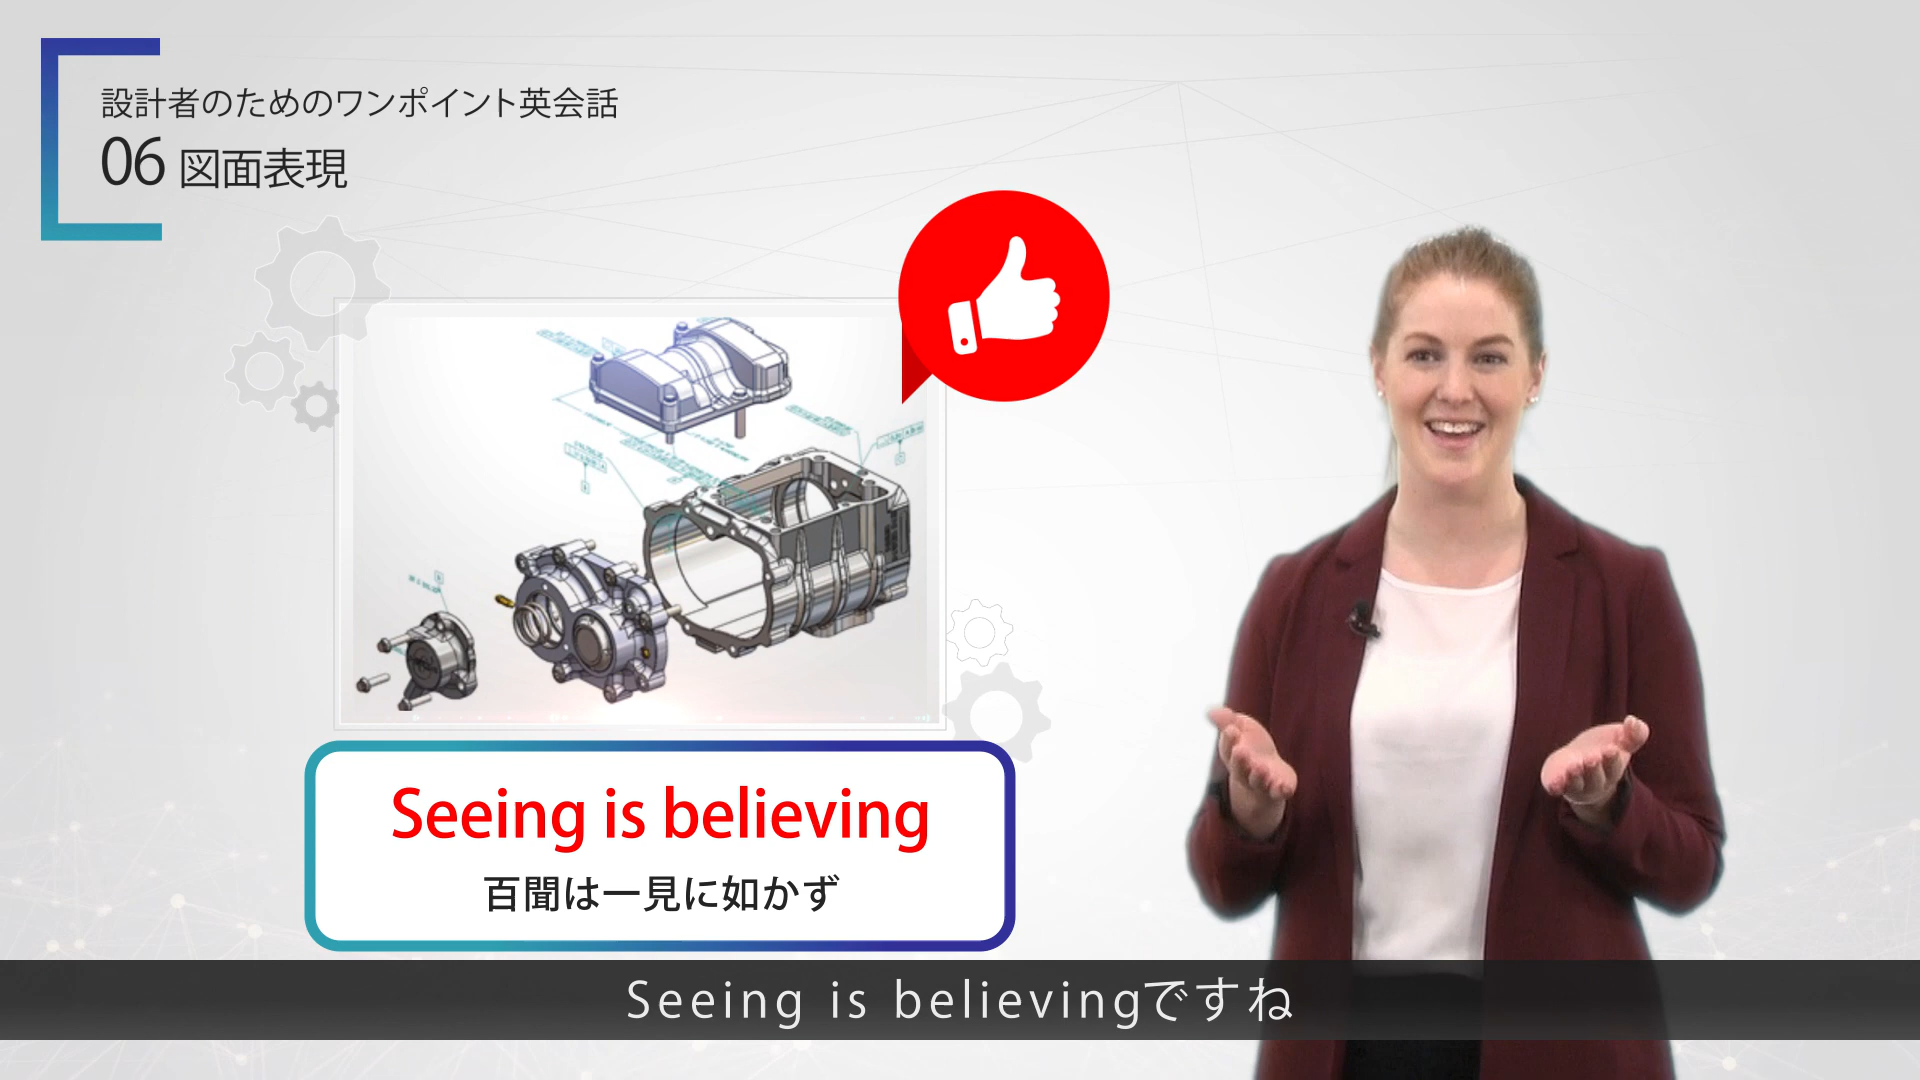 設計者のためのワンポイント英会話
06 図面表現
Seeing is believing
百聞は一見に如かず
Seeing is believingですね